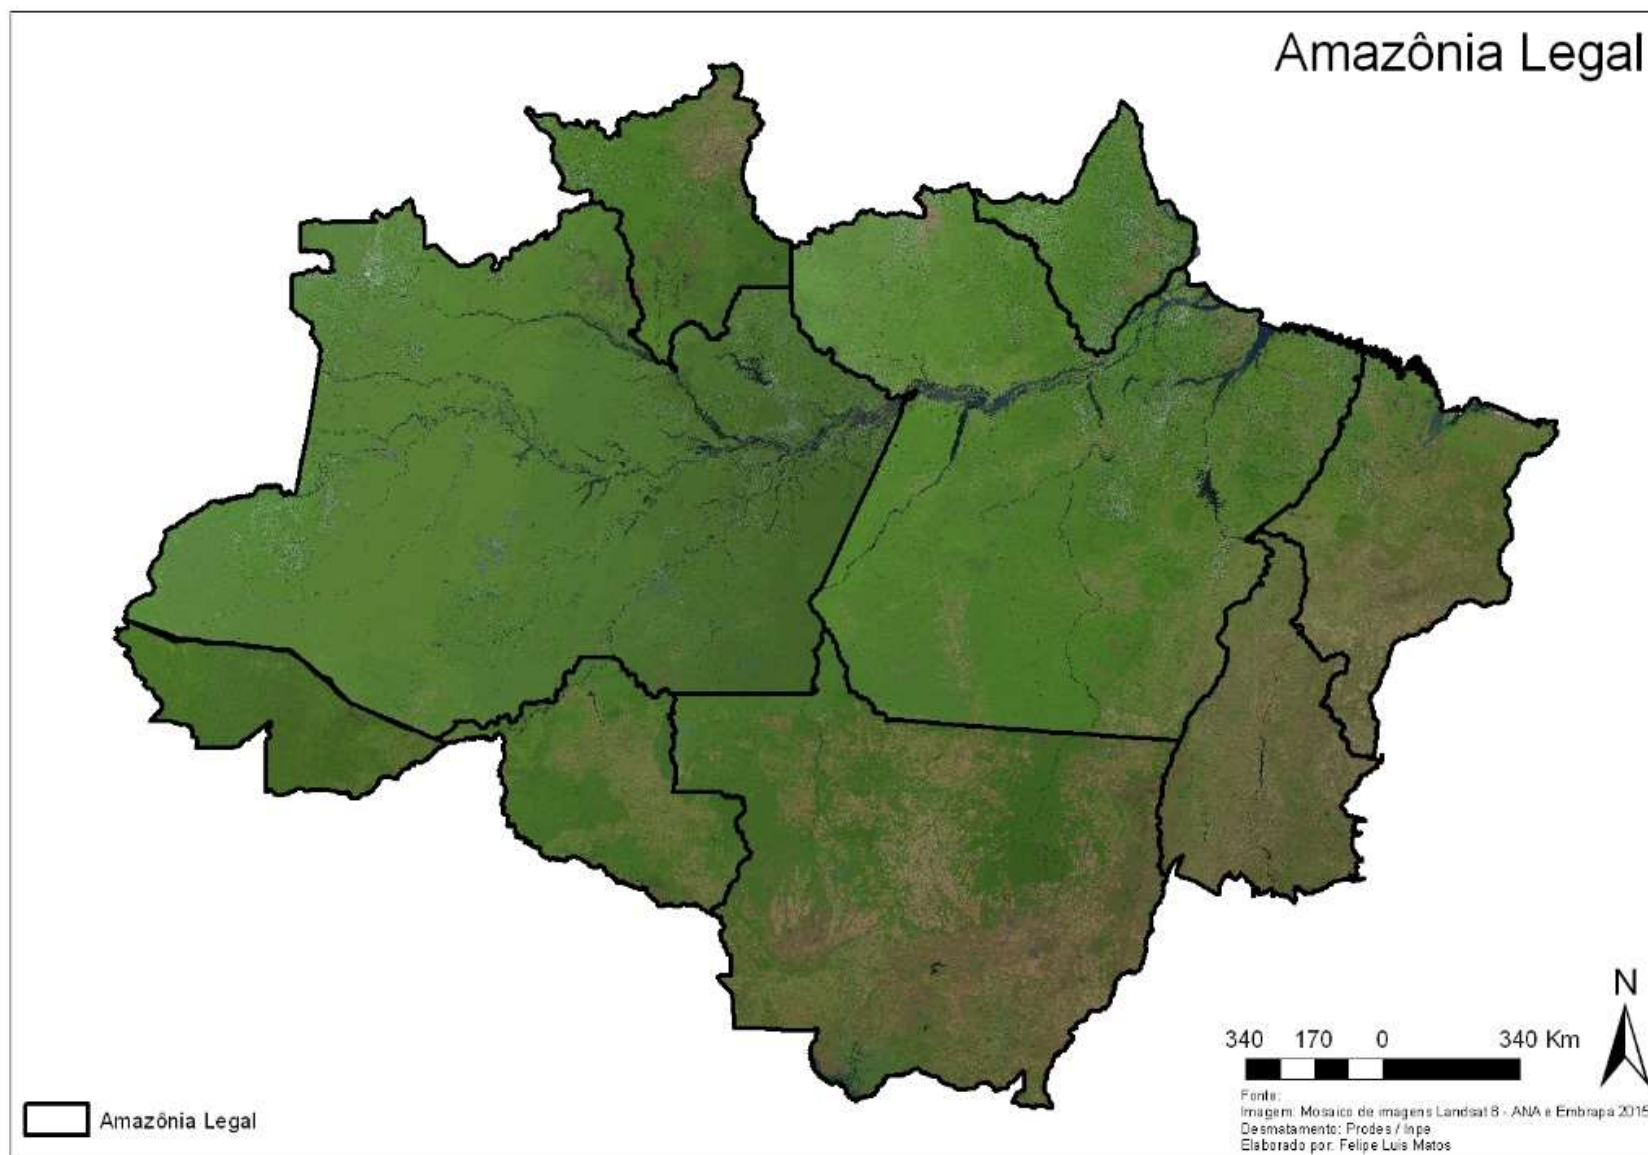 Amazônia Legal
N
340 170 0 340 Km
Fonte:
Imagem: Mosaico de imagens Landsat 8 - ANA e Embrapa 2015
Desmatamento: Prodes / Inpe
Elaborado por: Felipe Luis Matos
Amazônia Legal